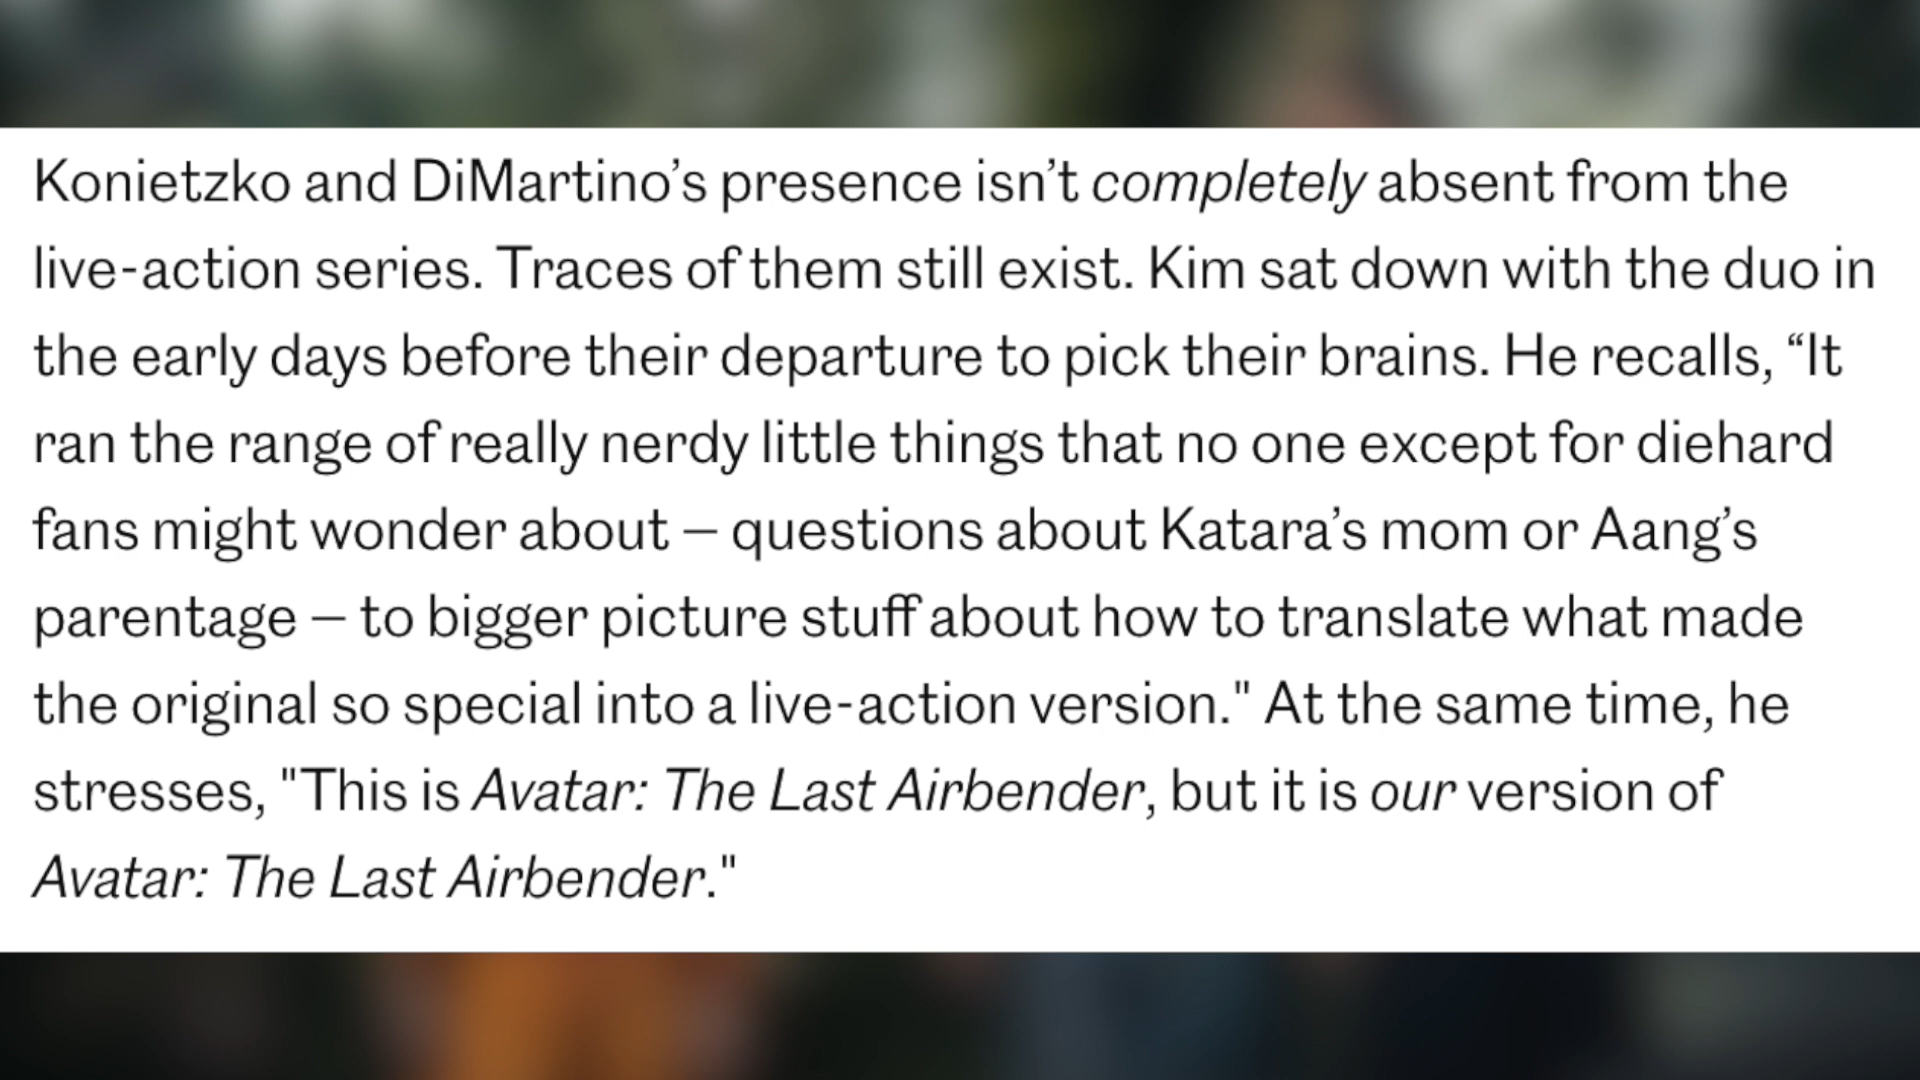 Konietzko and DiMartino’s presence isn’t completely absent from the
live-action series. Traces of them still exist. Kim sat down with the duo in
the early days before their departure to pick their brains. He recalls, “It
ran the range of really nerdy little things that no one except for diehard
fans might wonder about – questions about Katara’s mom or Aang’s
parentage – to bigger picture stuff about how to translate what made
the original so special into a live-action version." At the same time, he
stresses, "This is Avatar: The Last Airbender, but it is our version of
Avatar: The Last Airbender."